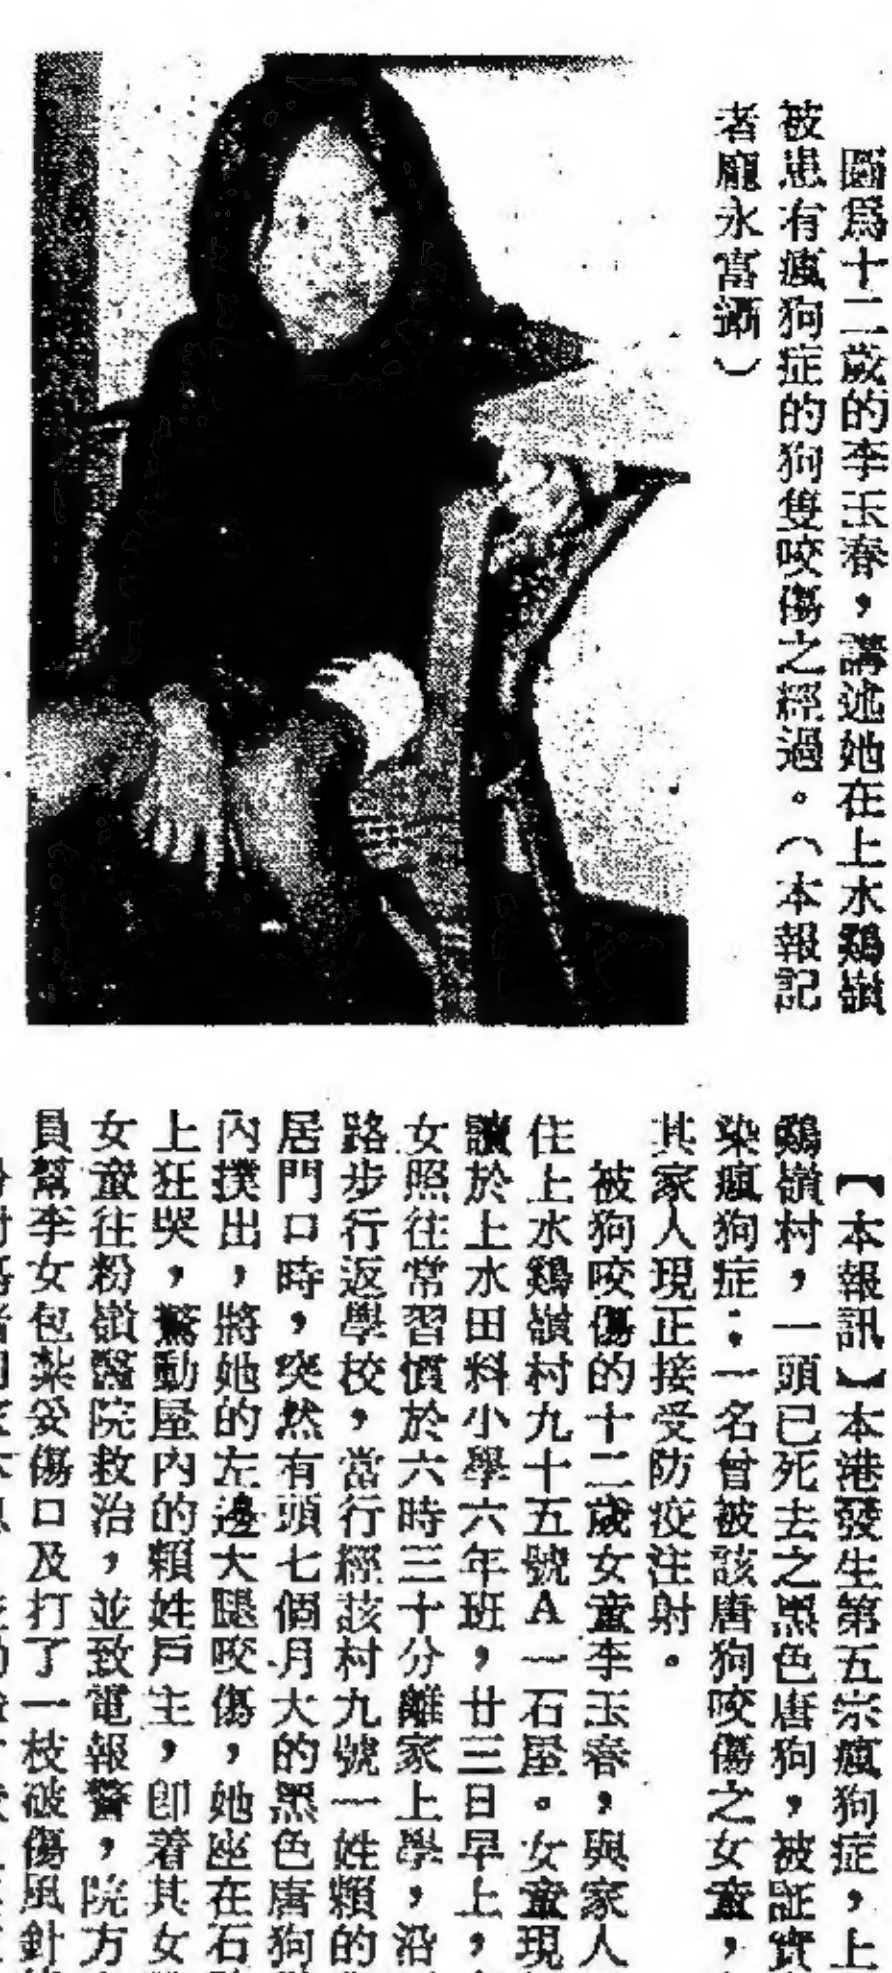 圖爲十二歲的李玉春，講述她在上水鷄嶺
被患有瘋狗症的狗隻咬傷之經過。（本報記
者龐永富攝）
【本報訊】本港發生第五宗瘋狗症，上
鷄嶺村，一頭已死去之黑色唐狗，被証實
染瘋狗症；一名曾被該唐狗咬傷之女童，
其家人現正接受防疫注射。
被狗咬傷的十二歲女童李玉春，與家人
住上水鷄嶺村九十五號A一石屋。女童現
讀於上水田料小學六年班，廿三日早上，
女照往常習慣於六時三十分離家上學，沿
路步行返學校，當行經該村九號一姓賴的
居門口時，突然有頭七個月大的黑色唐狗
內撲出，將她的左邊大腿咬傷，她座在石
上狂哭，驚動屋內的賴姓戶主，即着其女
女童往粉嶺醫院救治，並致電報警，院方
員幫李女包紮妥傷口及打了一枝破傷風針